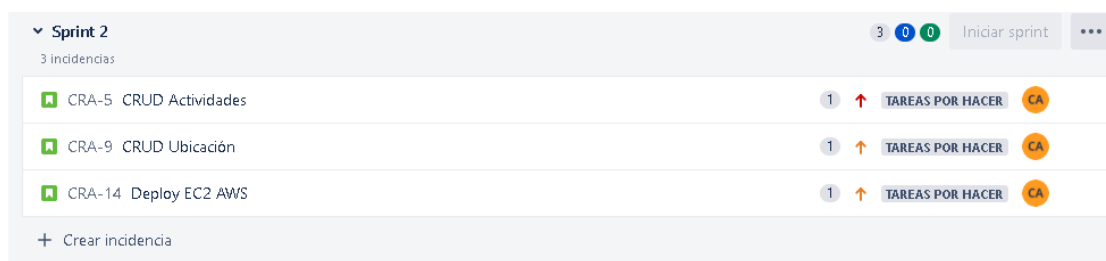 Sprint 2 3 0 0 Iniciar sprint
3 incidencias
CRA-5 CRUD Actividades 1 TAREAS POR HACER CA
CRA-9 CRUD Ubicación 1 TAREAS POR HACER CA
CRA-14 Deploy EC2 AWS 1 TAREAS POR HACER CA
+ Crear incidencia